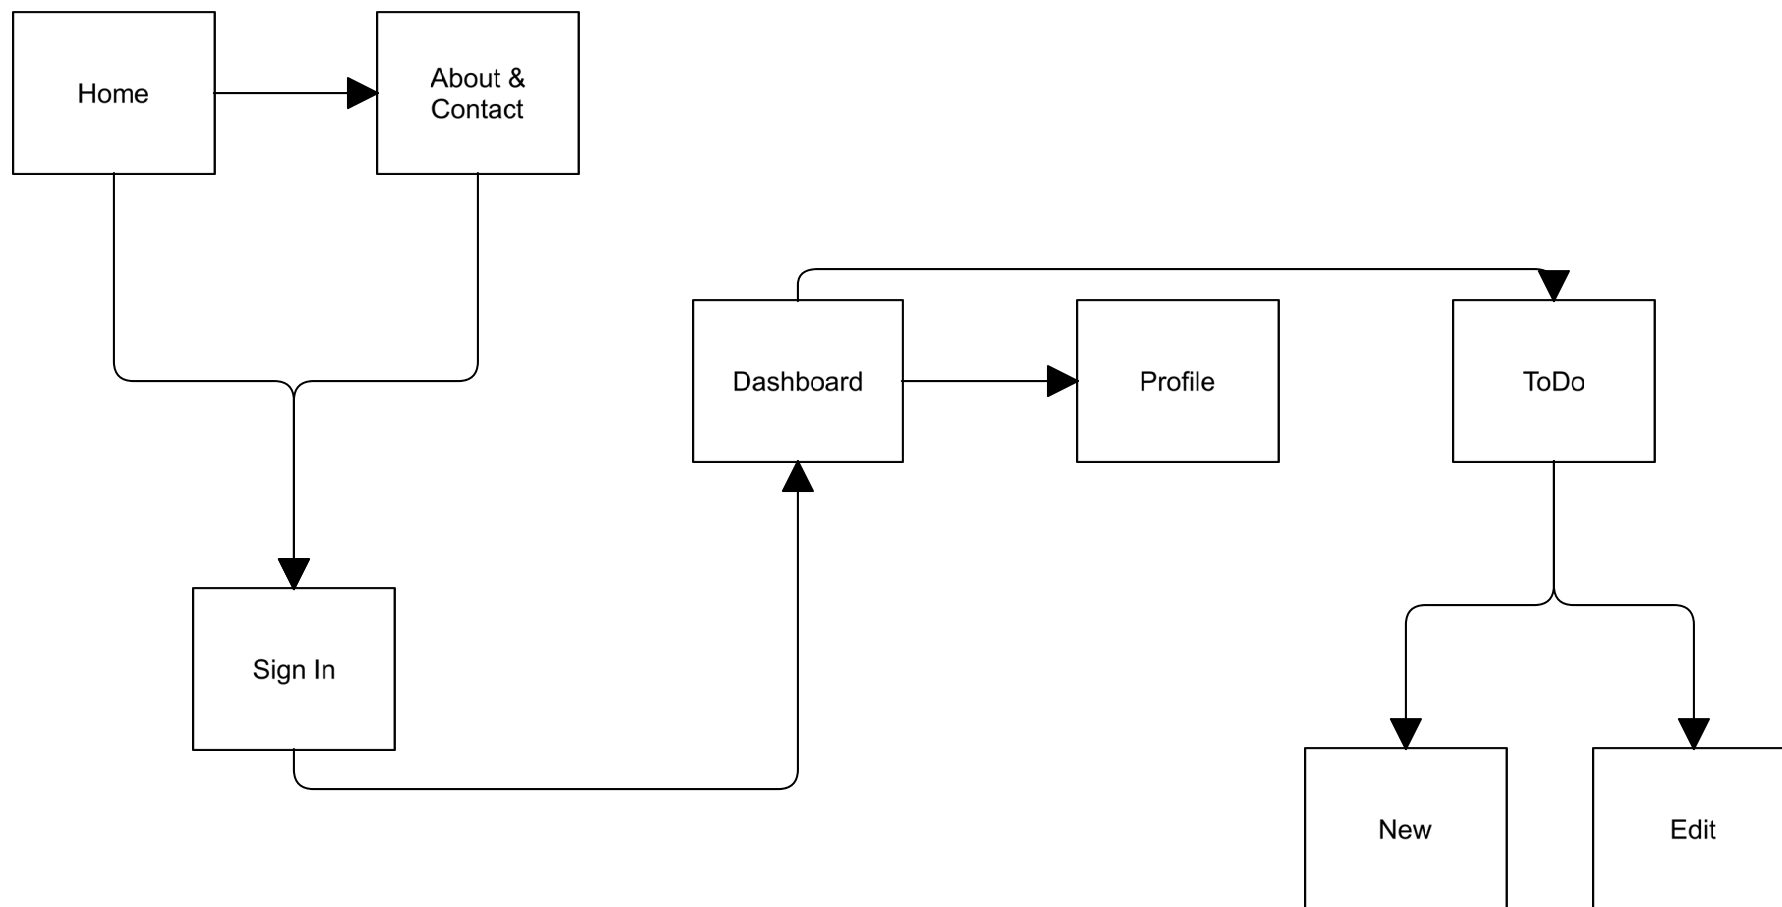 Home
About &
Contact
Dashboard
Profile
ToDo
Sign In
New
Edit